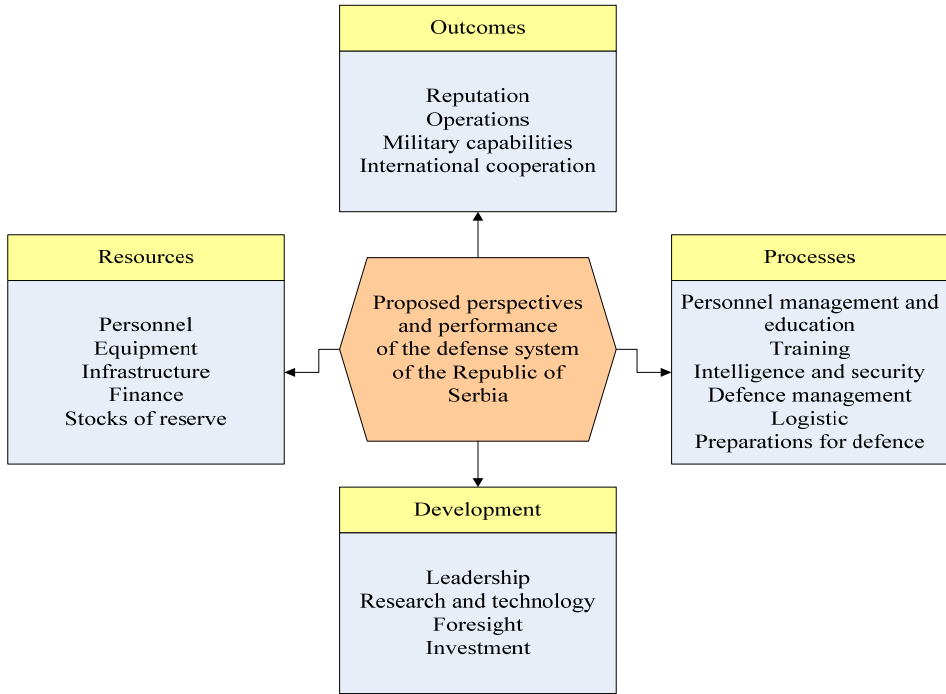 Outcomes
Reputation
Operations
Military capabilities
International cooperation
Resources
Personnel
Equipment
Infrastructure
Finance
Stocks of reserve
Proposed perspectives
and performance
of the defense system
of the Republic of
Serbia
Processes
Personnel management and
education
Training
Intelligence and security
Defence management
Logistic
Preparations for defence
Development
Leadership
Research and technology
Foresight
Investment